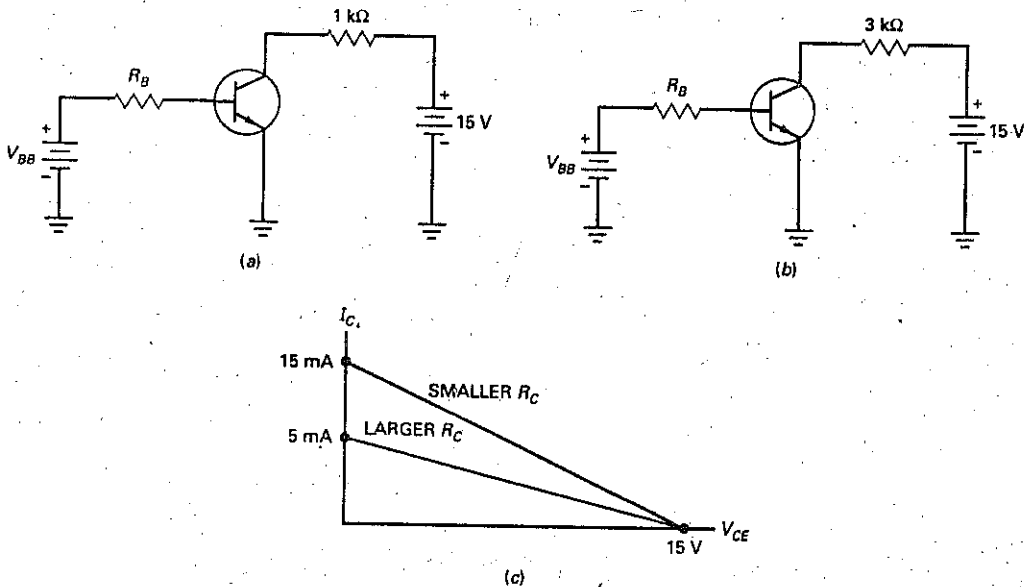 1 kΩ
R_B
+
+
15 V
−
V_BB
−
(a)
3 kΩ
R_B
+
+
15 V
−
V_BB
−
(b)
I_C
15 mA
SMALLER R_C
5 mA
LARGER R_C
V_CE
15 V
(c)